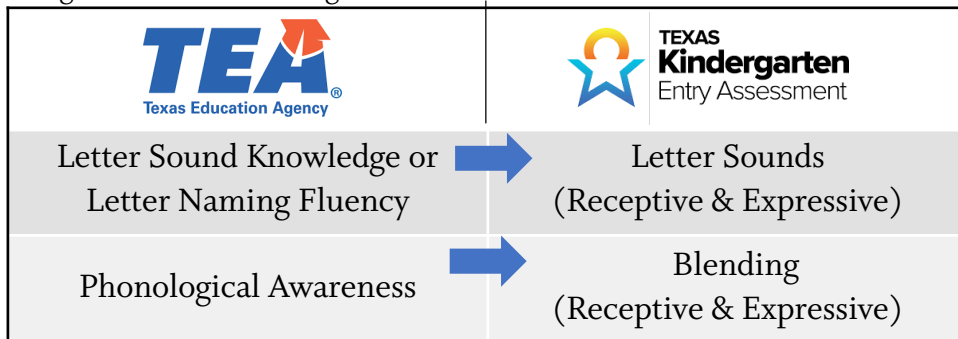 TEA®
Texas Education Agency
TEXAS
Kindergarten
Entry Assessment
Letter Sound Knowledge or
Letter Naming Fluency
Letter Sounds
(Receptive & Expressive)
Phonological Awareness
Blending
(Receptive & Expressive)